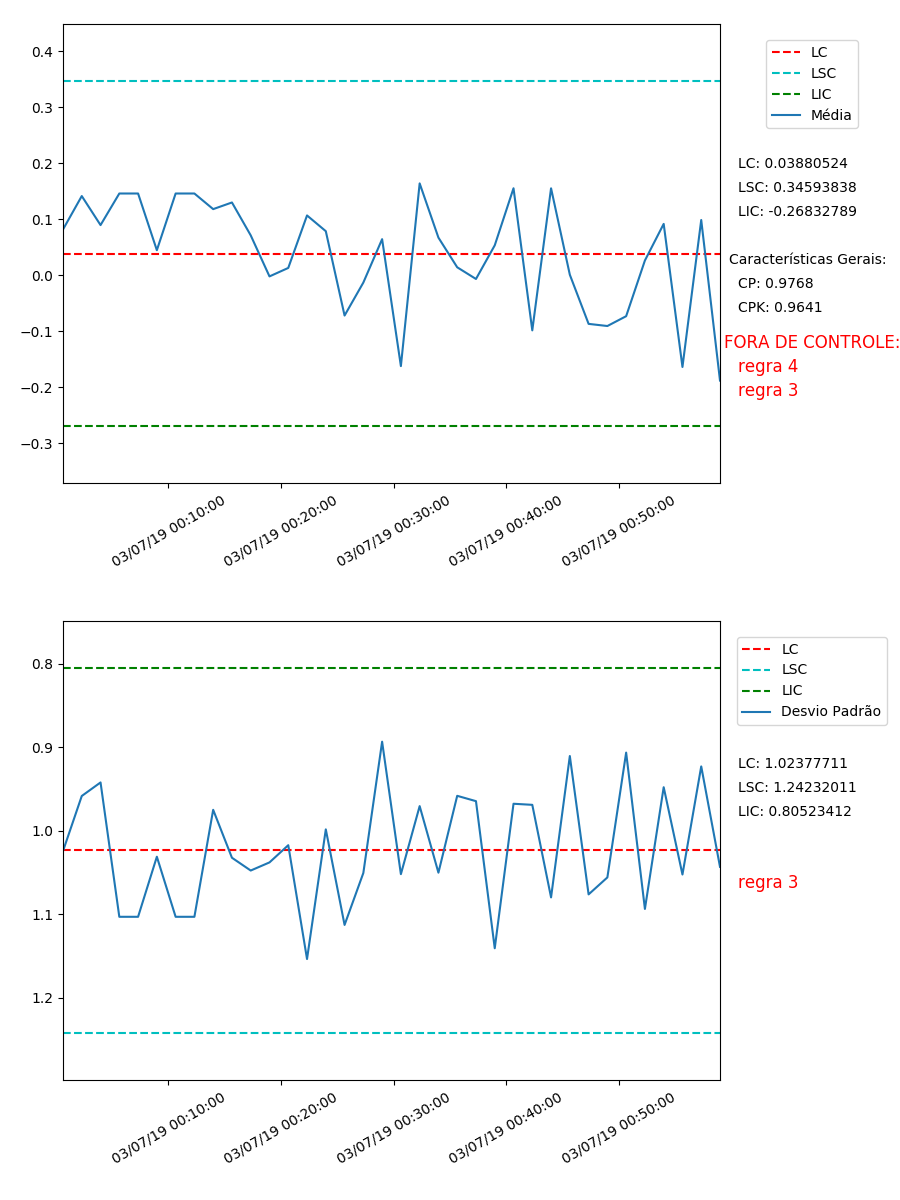 0.4
0.3
0.2
0.1
0.0
−0.1
−0.2
−0.3
03/07/19 00:10:00
03/07/19 00:20:00
03/07/19 00:30:00
03/07/19 00:40:00
03/07/19 00:50:00
LC
LSC
LIC
Média
LC: 0.03880524
LSC: 0.34593838
LIC: -0.26832789
Características Gerais:
CP: 0.9768
CPK: 0.9641
FORA DE CONTROLE:
regra 4
regra 3
0.8
0.9
1.0
1.1
1.2
03/07/19 00:10:00
03/07/19 00:20:00
03/07/19 00:30:00
03/07/19 00:40:00
03/07/19 00:50:00
LC
LSC
LIC
Desvio Padrão
LC: 1.02377711
LSC: 1.24232011
LIC: 0.80523412
regra 3